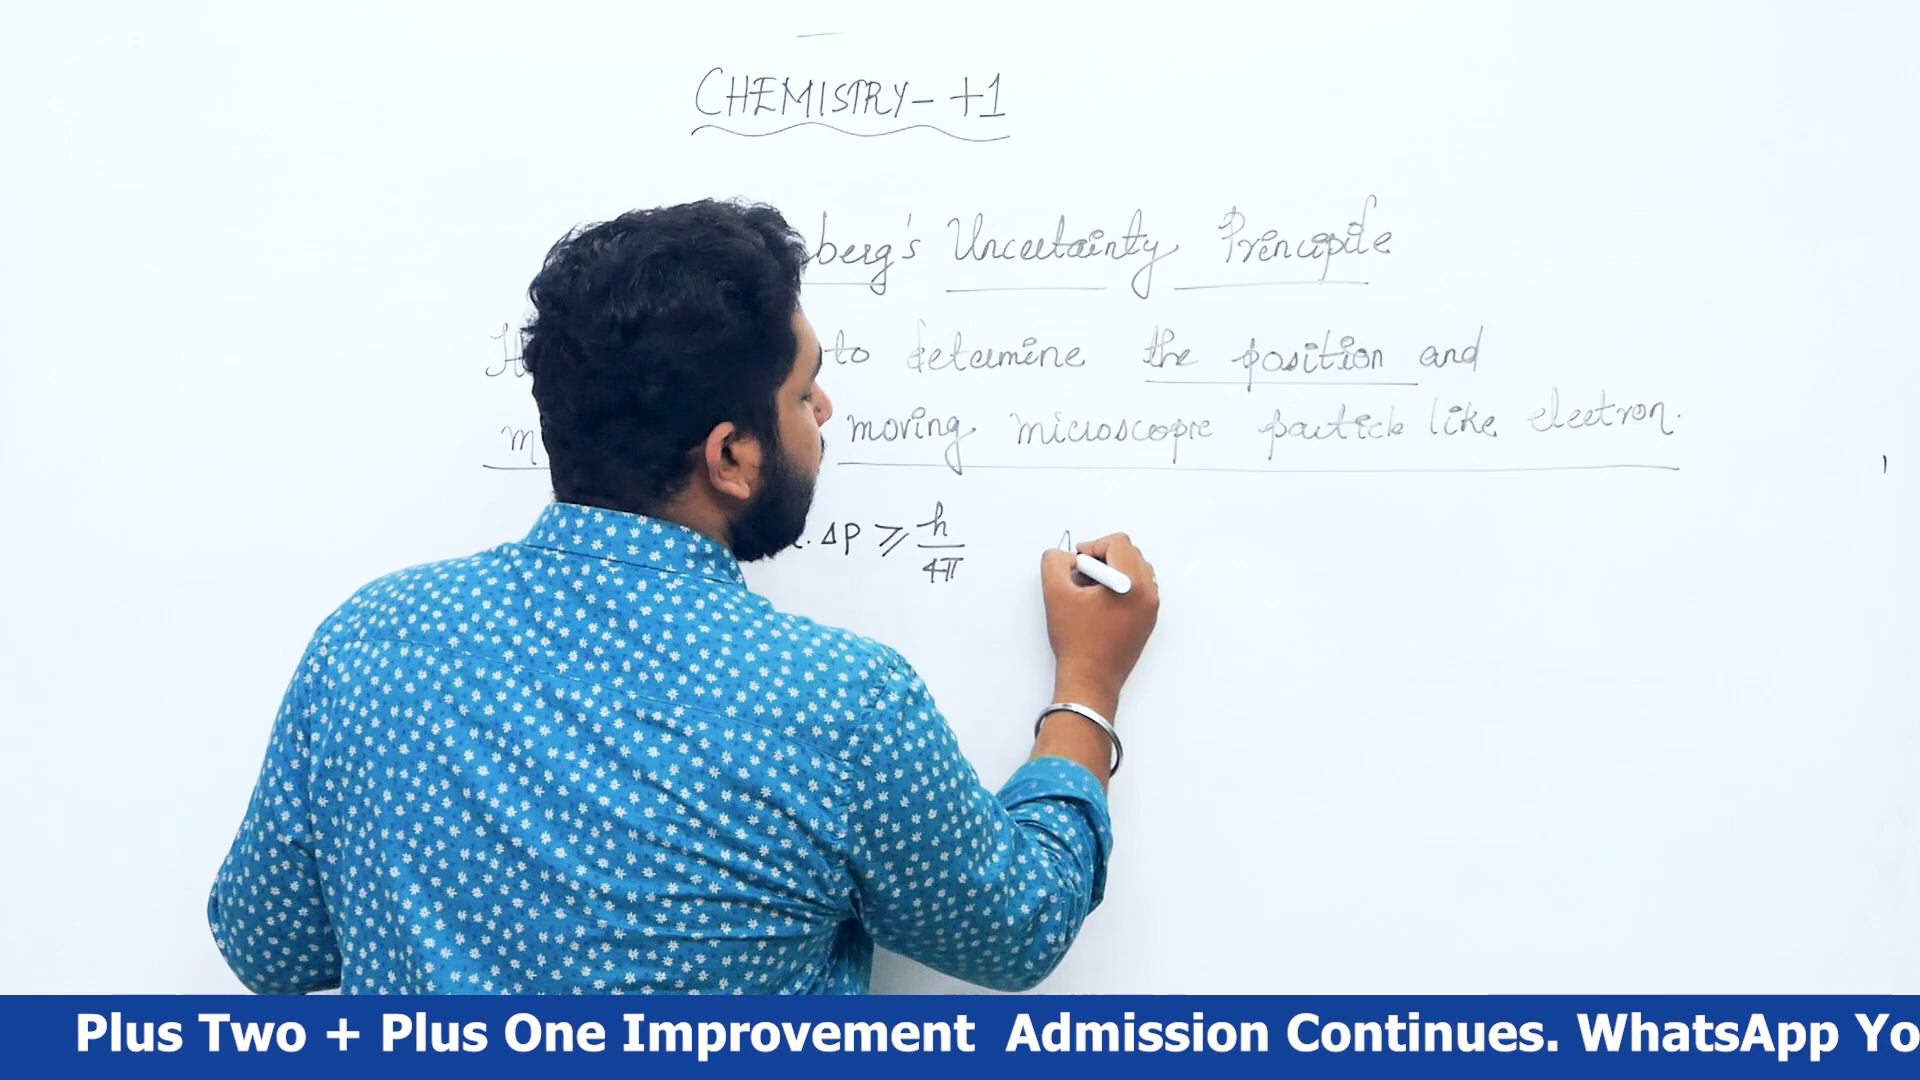 CHEMISTRY- +1
berg's Uncertainty Principle
to determine the position and
m moving microscopic particle like electron.
. ΔP ⩾ h/4π
Plus Two + Plus One Improvement Admission Continues. WhatsApp Yo